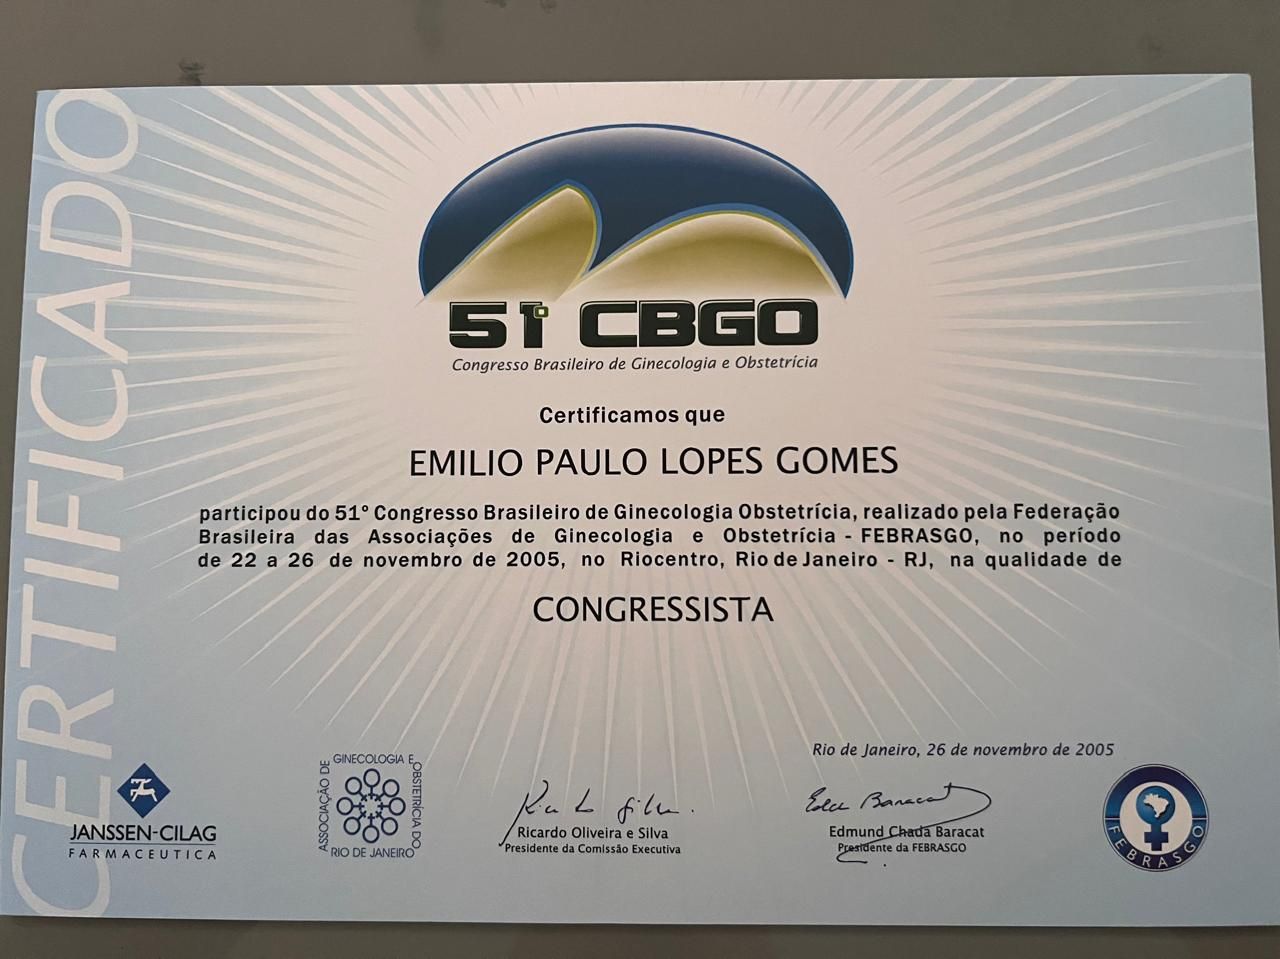 CERTIFICADO
51º CBGO
Congresso Brasileiro de Ginecologia e Obstetrícia
Certificamos que
EMILIO PAULO LOPES GOMES
participou do 51º Congresso Brasileiro de Ginecologia Obstetrícia, realizado pela Federação
Brasileira das Associações de Ginecologia e Obstetrícia - FEBRASGO, no período
de 22 a 26 de novembro de 2005, no Riocentro, Rio de Janeiro - RJ, na qualidade de
CONGRESSISTA
Rio de Janeiro, 26 de novembro de 2005
JANSSEN-CILAG
FARMACEUTICA
ASSOCIAÇÃO DE GINECOLOGIA E OBSTETRÍCIA DO RIO DE JANEIRO
Ricardo Oliveira e Silva
Presidente da Comissão Executiva
Edmund Chada Baracat
Presidente da FEBRASGO
FEBRASGO